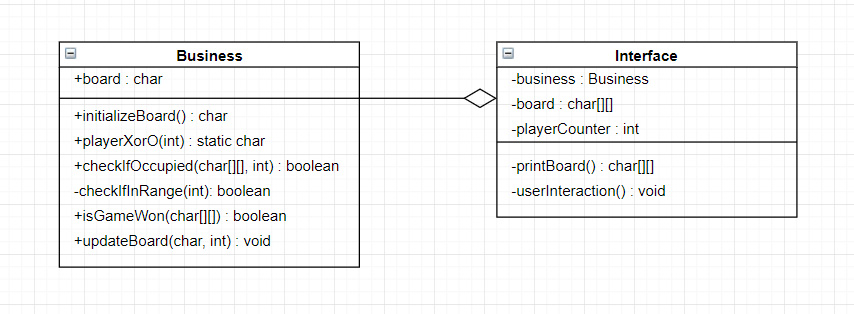 Business
+board : char
+initializeBoard() : char
+playerXorO(int) : static char
+checkIfOccupied(char[][], int) : boolean
-checkIfInRange(int): boolean
+isGameWon(char[][]) : boolean
+updateBoard(char, int) : void
Interface
-business : Business
-board : char[][]
-playerCounter : int
-printBoard() : char[][]
-userInteraction() : void